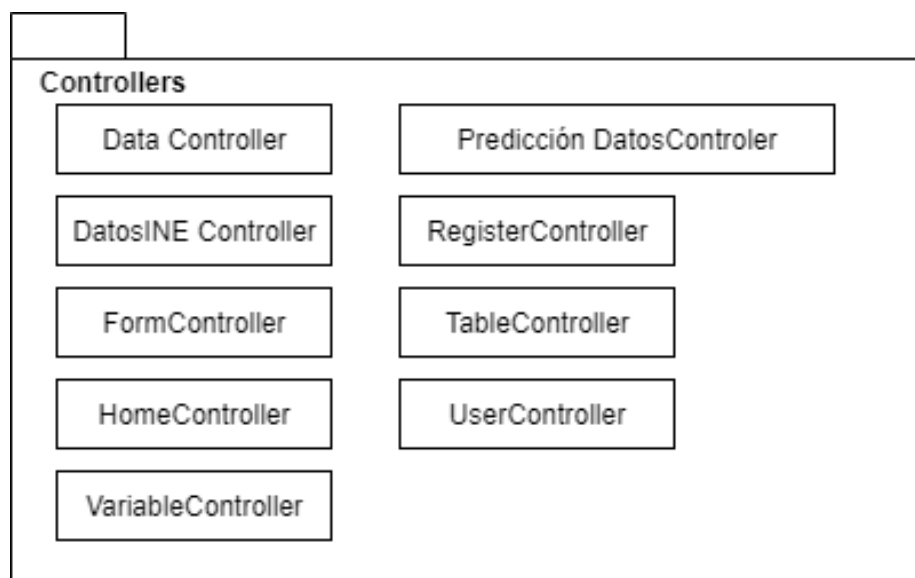 Controllers
Data Controller
Predicción DatosControler
DatosINE Controller
RegisterController
FormController
TableController
HomeController
UserController
VariableController